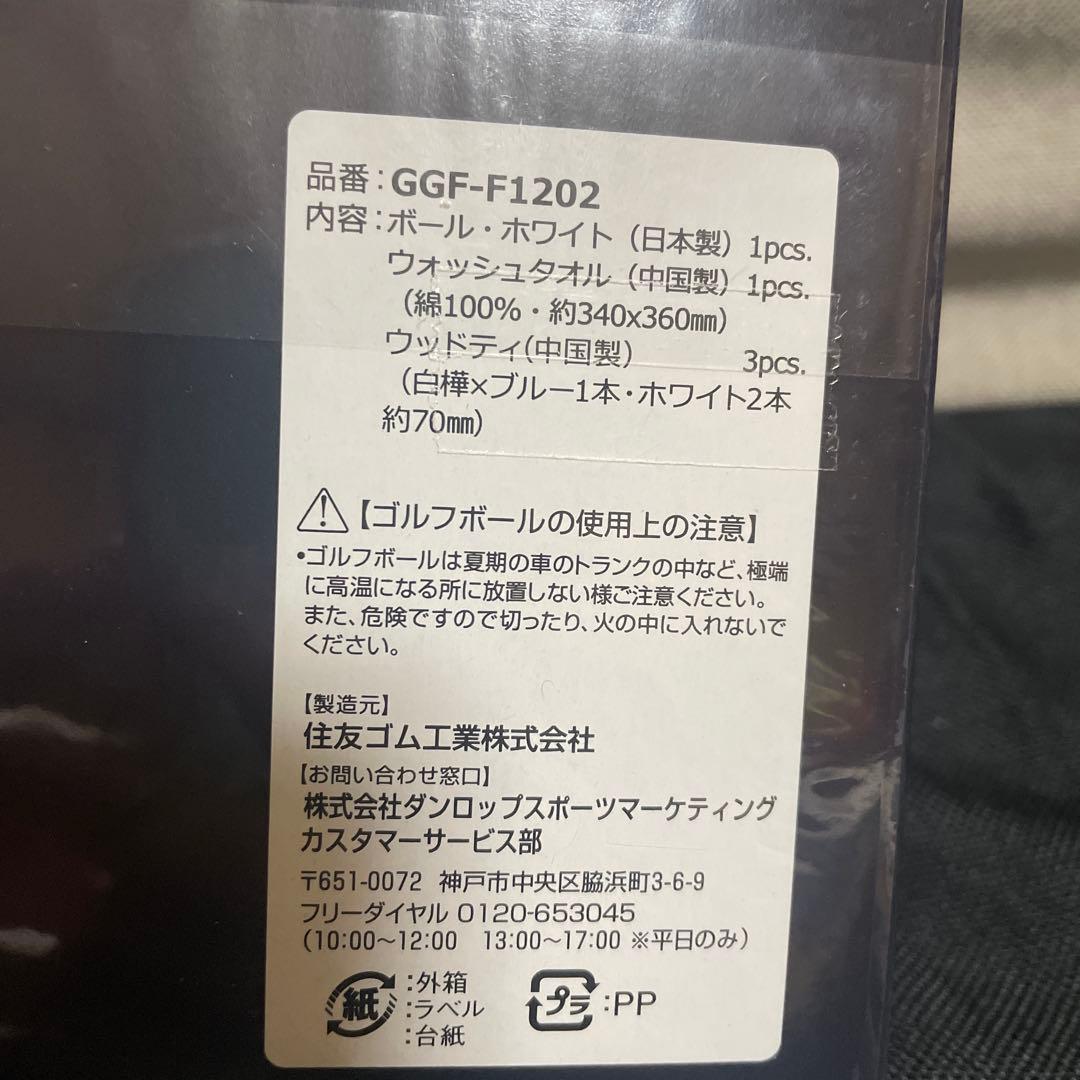 品番：GGF-F1202
内容：ボール・ホワイト（日本製）1pcs.
ウォッシュタオル（中国製）1pcs.
（綿100%・約340x360㎜）
ウッドティ(中国製） 3pcs.
（白樺×ブルー1本・ホワイト2本
約70㎜）
【ゴルフボールの使用上の注意】
•ゴルフボールは夏期の車のトランクの中など、極端
に高温になる所に放置しない様ご注意ください。
また、危険ですので切ったり、火の中に入れないで
ください。
【製造元】
住友ゴム工業株式会社
【お問い合わせ窓口】
株式会社ダンロップスポーツマーケティング
カスタマーサービス部
〒651-0072 神戸市中央区脇浜町3-6-9
フリーダイヤル 0120-653045
（10:00～12:00 13:00～17:00 ※平日のみ）
紙 ：外箱
：ラベル
：台紙
プラ ：PP